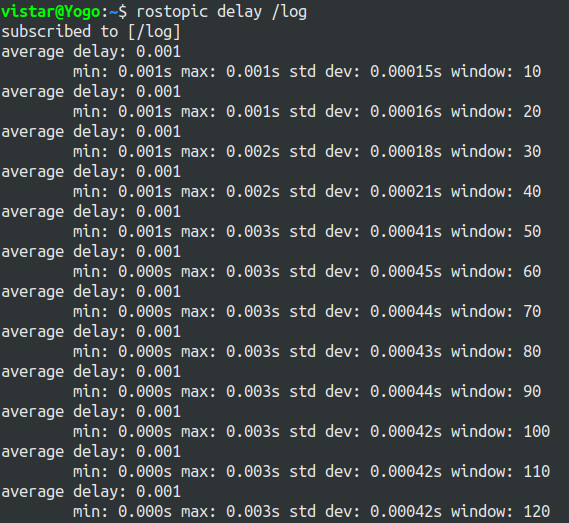 vistar@Yogo:~$ rostopic delay /log
subscribed to [/log]
average delay: 0.001
        min: 0.001s max: 0.001s std dev: 0.00015s window: 10
average delay: 0.001
        min: 0.001s max: 0.001s std dev: 0.00016s window: 20
average delay: 0.001
        min: 0.001s max: 0.002s std dev: 0.00018s window: 30
average delay: 0.001
        min: 0.001s max: 0.002s std dev: 0.00021s window: 40
average delay: 0.001
        min: 0.001s max: 0.003s std dev: 0.00041s window: 50
average delay: 0.001
        min: 0.000s max: 0.003s std dev: 0.00045s window: 60
average delay: 0.001
        min: 0.000s max: 0.003s std dev: 0.00044s window: 70
average delay: 0.001
        min: 0.000s max: 0.003s std dev: 0.00043s window: 80
average delay: 0.001
        min: 0.000s max: 0.003s std dev: 0.00044s window: 90
average delay: 0.001
        min: 0.000s max: 0.003s std dev: 0.00042s window: 100
average delay: 0.001
        min: 0.000s max: 0.003s std dev: 0.00042s window: 110
average delay: 0.001
        min: 0.000s max: 0.003s std dev: 0.00042s window: 120